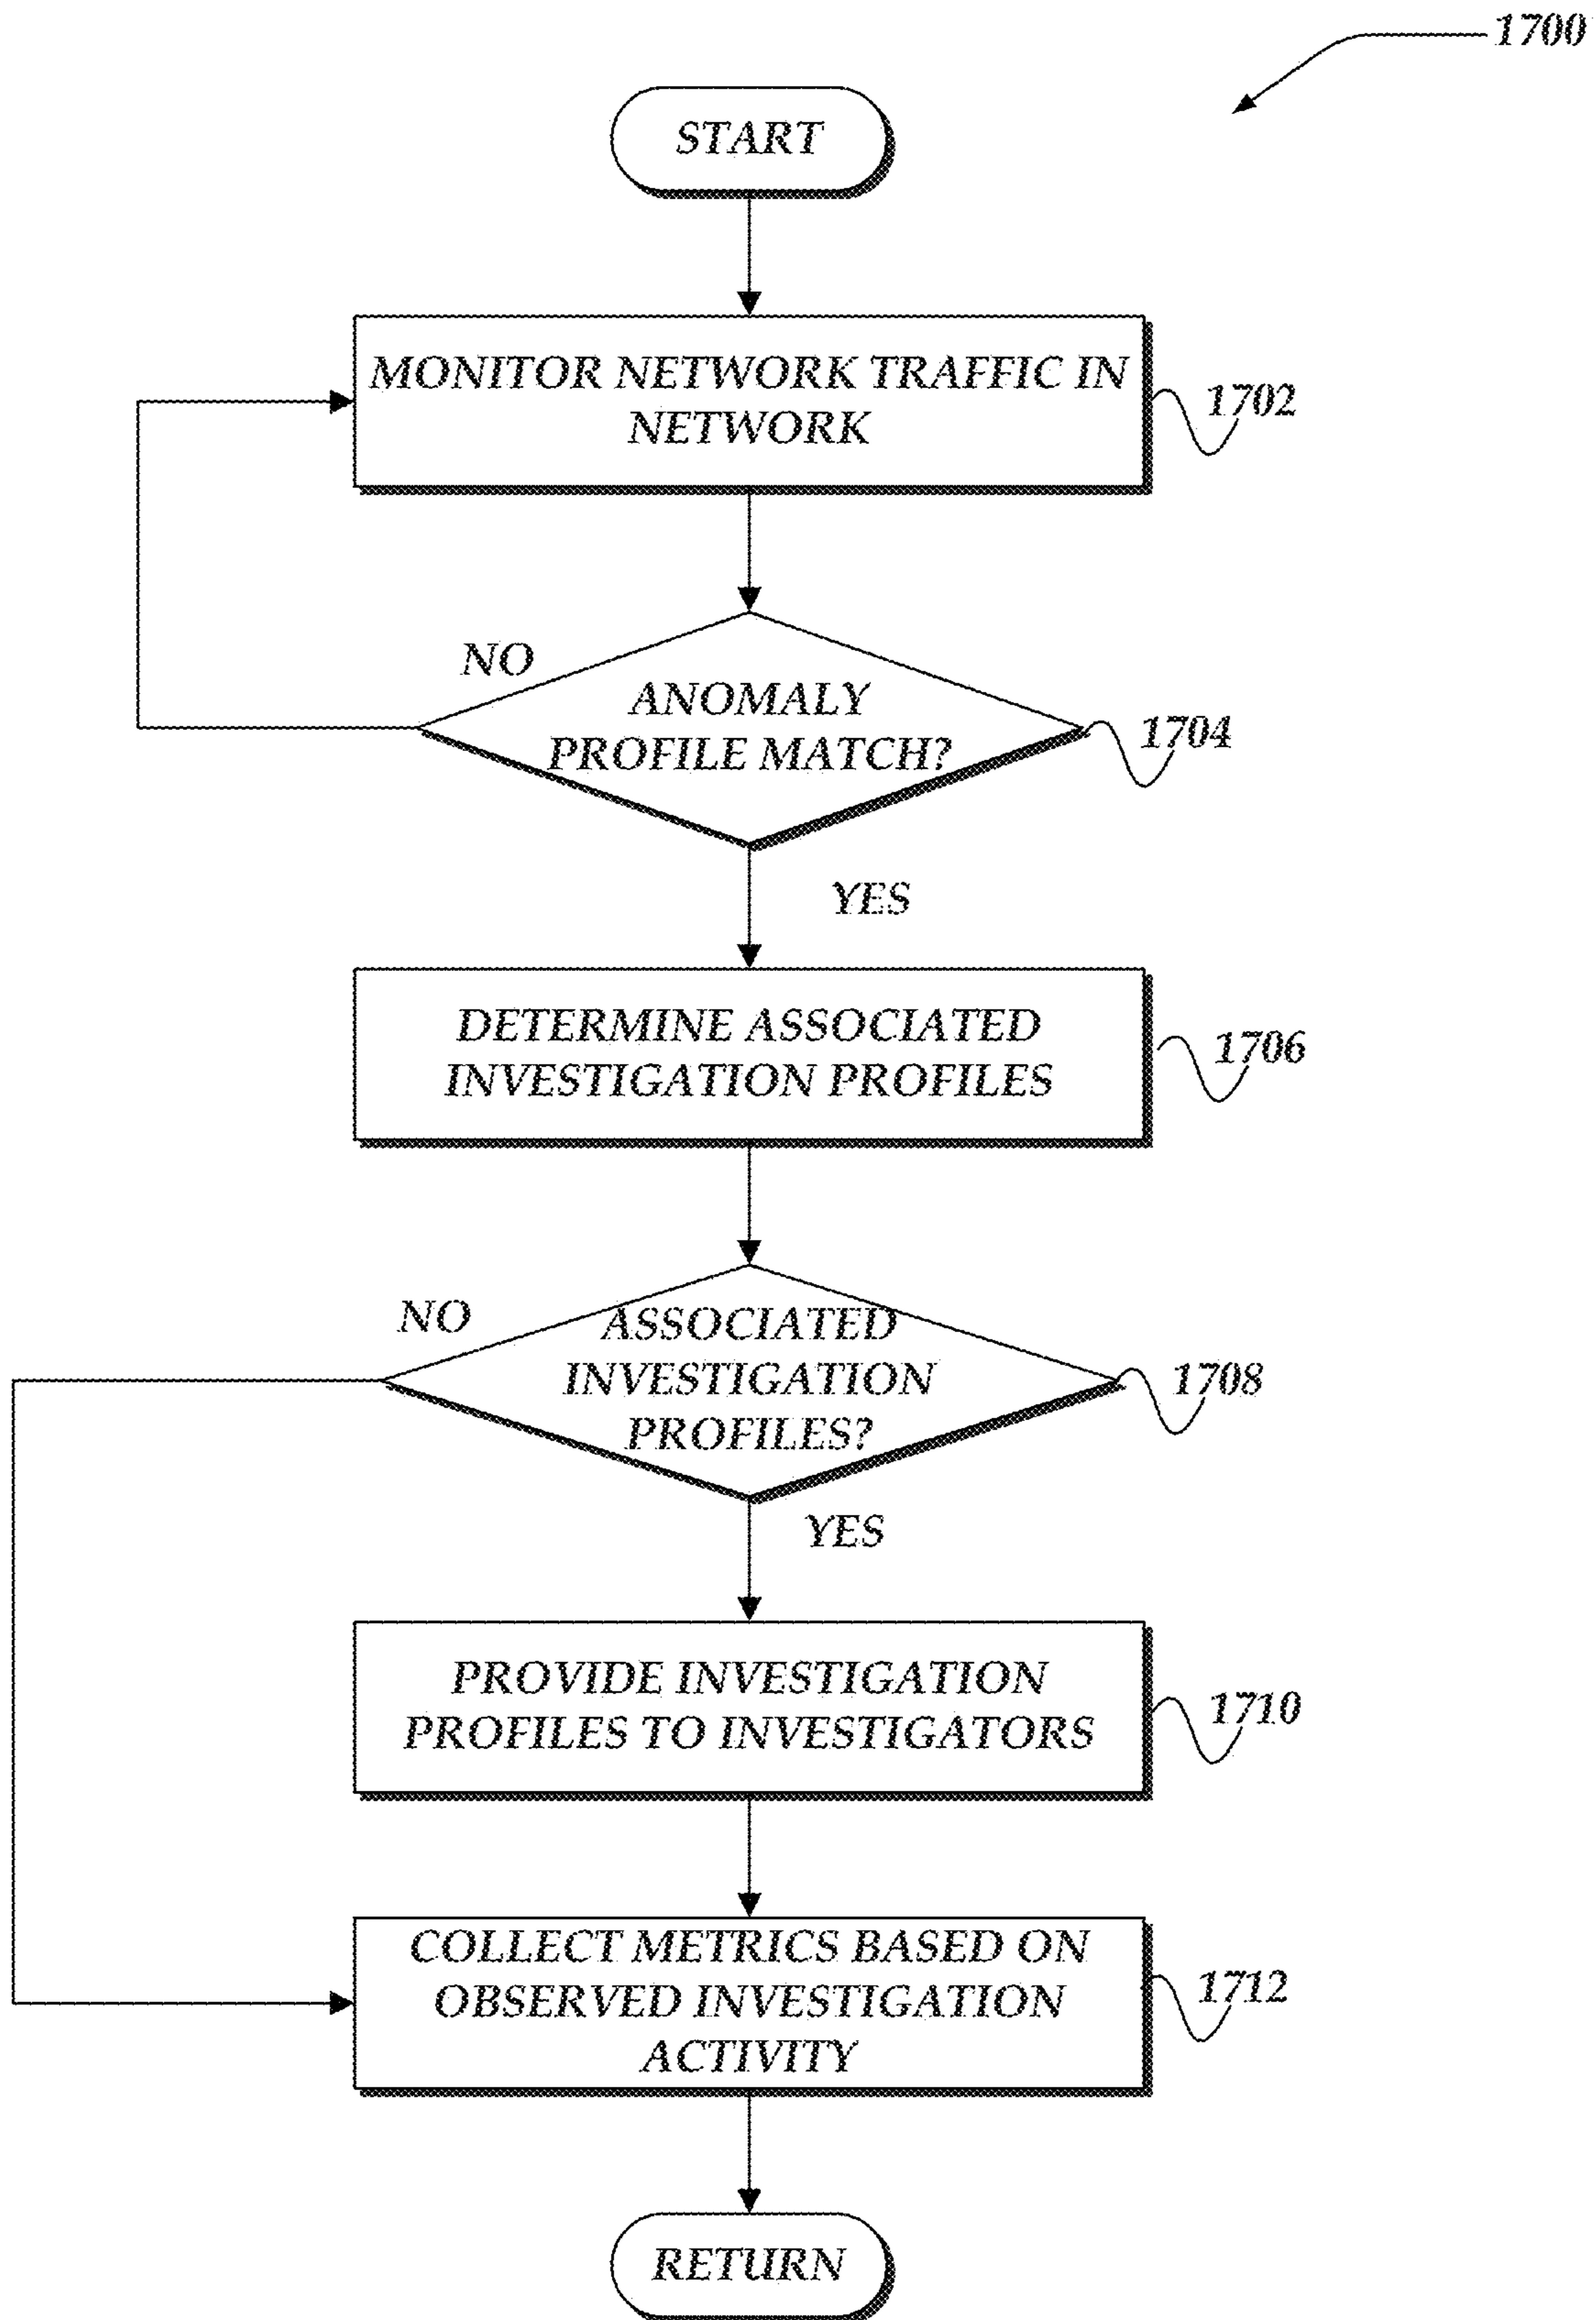 1700
START
MONITOR NETWORK TRAFFIC IN
NETWORK
1702
NO
ANOMALY
PROFILE MATCH?
1704
YES
DETERMINE ASSOCIATED
INVESTIGATION PROFILES
1706
NO
ASSOCIATED
INVESTIGATION
PROFILES?
1708
YES
PROVIDE INVESTIGATION
PROFILES TO INVESTIGATORS
1710
COLLECT METRICS BASED ON
OBSERVED INVESTIGATION
ACTIVITY
1712
RETURN